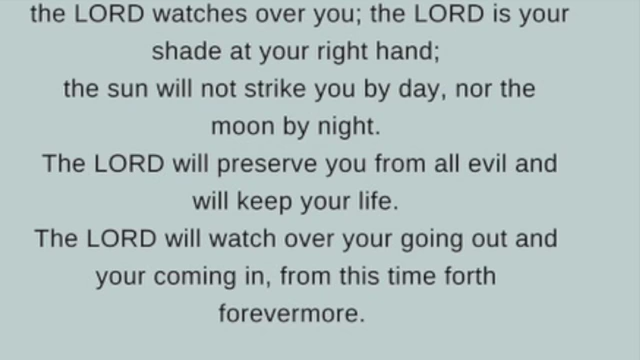 the LORD watches over you; the LORD is your
shade at your right hand;
the sun will not strike you by day, nor the
moon by night.
The LORD will preserve you from all evil and
will keep your life.
The LORD will watch over your going out and
your coming in, from this time forth
forevermore.